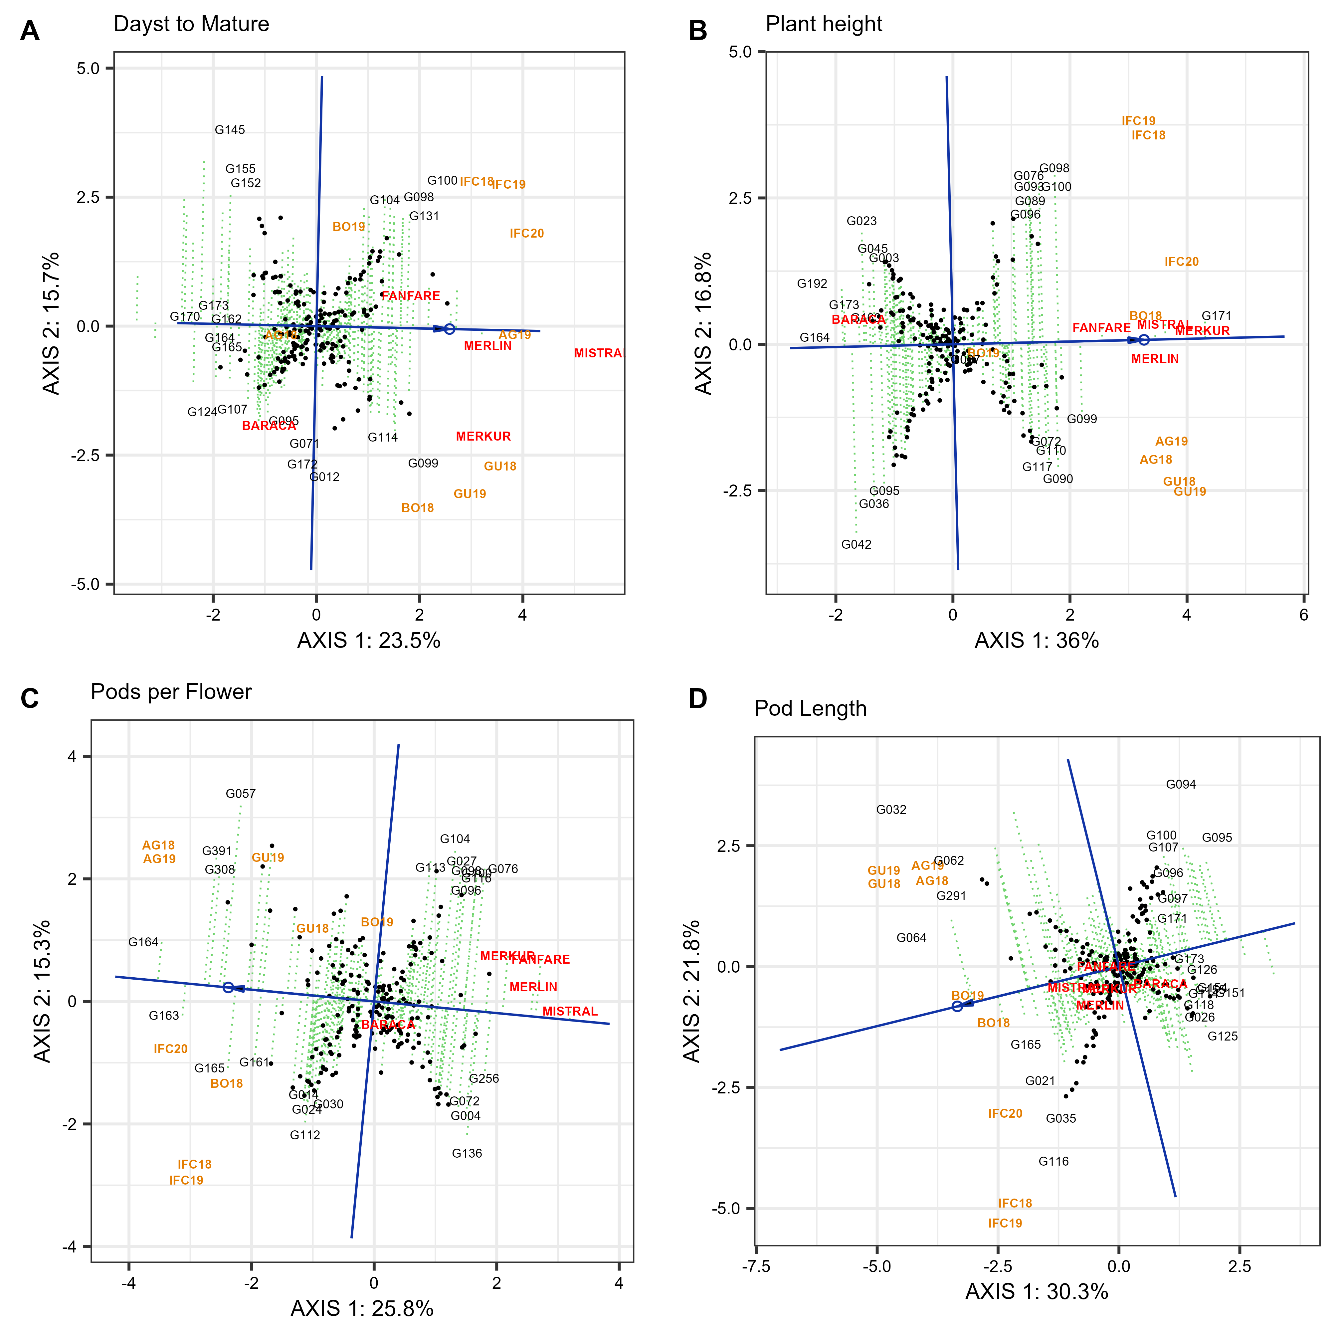 A
Dayst to Mature
5.0
2.5
0.0
-2.5
-5.0
-2
0
2
4
AXIS 1: 23.5%
AXIS 2: 15.7%
G145
G155
G152
G100
IFC18
IFC19
G104
G098
G131
BO19
IFC20
FANFARE
G173
G170
G162
G164
G165
AG19
MERLIN
MISTRA
G124
G107
G095
BARACA
G071
G114
MERKUR
G172
G012
G099
GU18
GU19
BO18
B
Plant height
5.0
2.5
0.0
-2.5
-2
0
2
4
6
AXIS 1: 36%
AXIS 2: 16.8%
IFC19
IFC18
G098
G076
G093
G100
G089
G096
G023
G045
G003
IFC20
G192
G173
BARACA
G164
BO18
G171
FANFARE
MISTRAL
MERKUR
BO19
MERLIN
G099
G072
G110
G117
G090
AG19
AG18
GU18
GU19
G095
G036
G042
C
Pods per Flower
4
2
0
-2
-4
-4
-2
0
2
4
AXIS 1: 25.8%
AXIS 2: 15.3%
G057
AG18
AG19
G391
G308
GU19
G104
G027
G113
G076
G096
GU18
BO19
G164
MERKUR
FANFARE
MERLIN
MISTRAL
G163
BARACA
IFC20
G165
G161
BO18
G256
G014
G030
G024
G072
G004
G112
G136
IFC18
IFC19
D
Pod Length
2.5
0.0
-2.5
-5.0
-7.5
-5.0
-2.5
0.0
2.5
AXIS 1: 30.3%
AXIS 2: 21.8%
G094
G032
G100
G095
G107
G062
AG19
GU19
AG18
GU18
G096
G291
G097
G171
G064
G173
FANFARE
G126
BARACA
MERKUR
G151
BO19
MERLIN
G118
G026
BO18
G125
G165
G021
IFC20
G035
G116
IFC18
IFC19